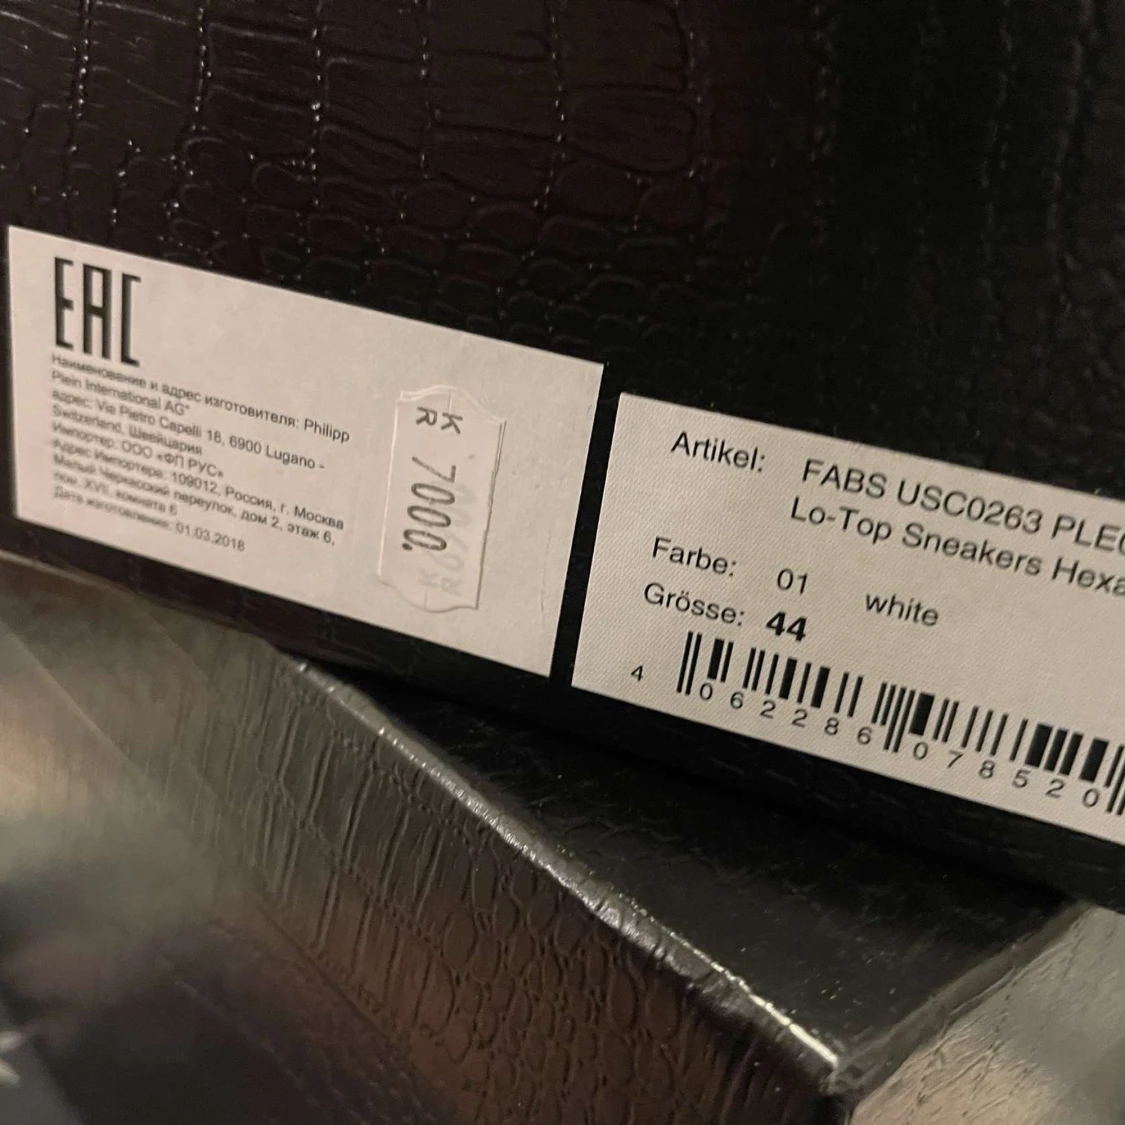 EAC
Наименование и адрес изготовителя: Philipp
Plein International AG"
адрес: Via Pietro Capelli 18, 6900 Lugano -
Switzerland, Швейцария
Импортер: ООО «ФП РУС»
Адрес Импортера: 109012, Россия, г. Москва
Малый Черкасский переулок, дом 2, этаж 6,
пом. XVII, комната 6
Дата изготовления: 01.03.2018
KR 7000.
Artikel: FABS USC0263 PLE
Lo-Top Sneakers Hexa
Farbe: 01 white
Grösse: 44
4 062286 078520